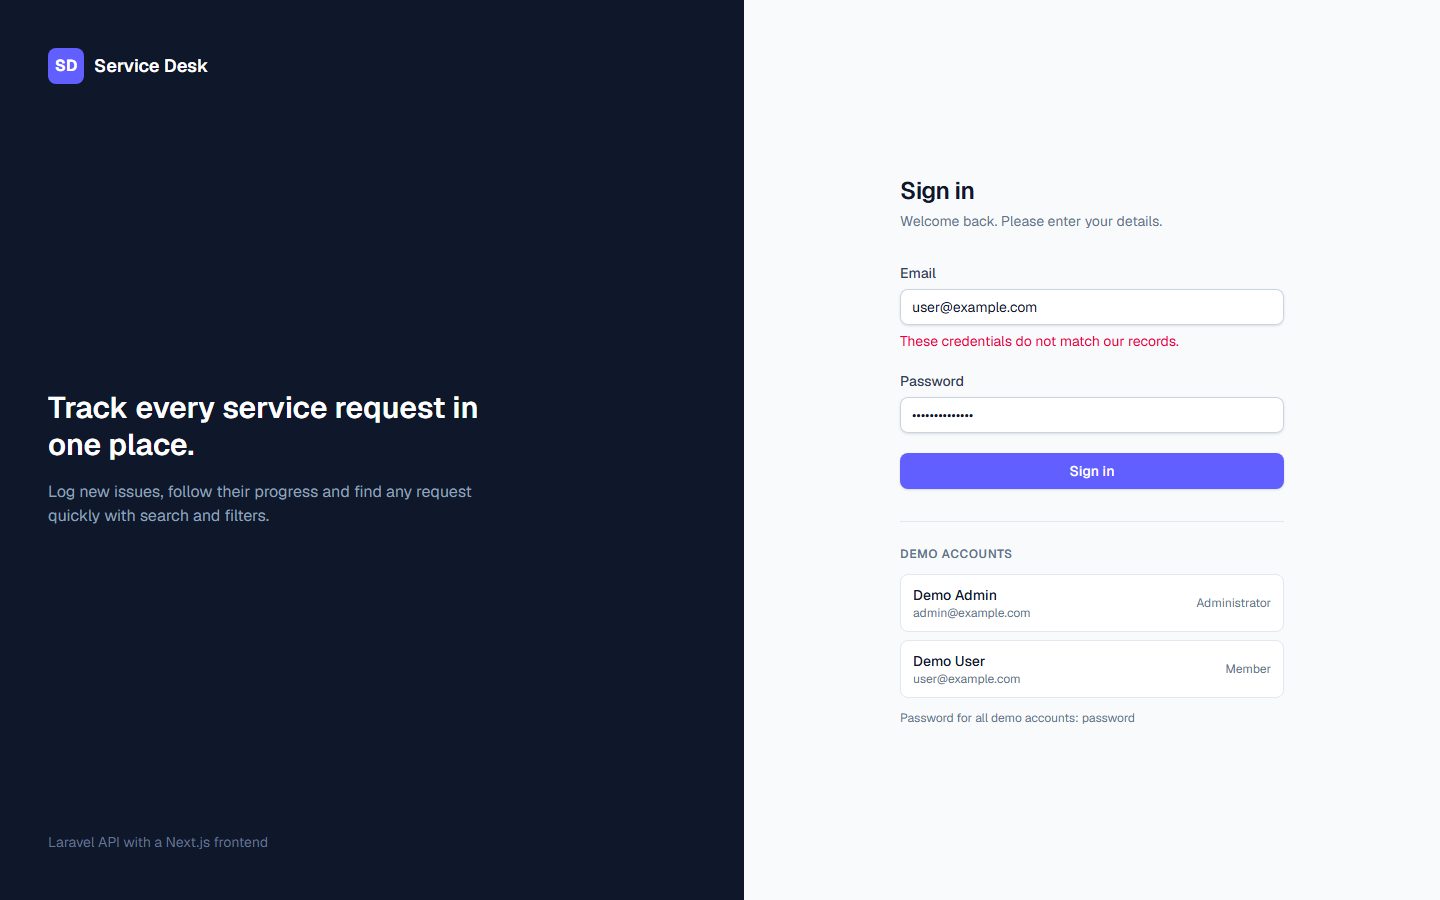 SD Service Desk
Track every service request in
one place.
Log new issues, follow their progress and find any request
quickly with search and filters.
Laravel API with a Next.js frontend
Sign in
Welcome back. Please enter your details.
Email
user@example.com
These credentials do not match our records.
Password
••••••••••••••
Sign in
DEMO ACCOUNTS
Demo Admin
admin@example.com
Administrator
Demo User
user@example.com
Member
Password for all demo accounts: password